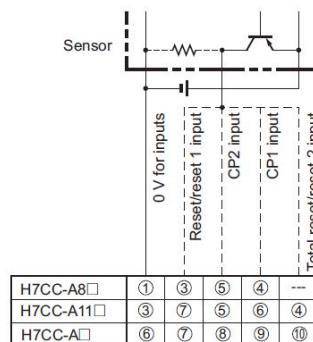 Sensor
0 V for inputs
Reset/reset 1 input
CP2 input
CP1 input
Total reset/reset 2 input
H7CC-A8□ ① ③ ⑤ ④ ---
H7CC-A11□ ③ ⑦ ⑤ ⑥ ④
H7CC-A□ ⑥ ⑦ ⑧ ⑨ ⑩